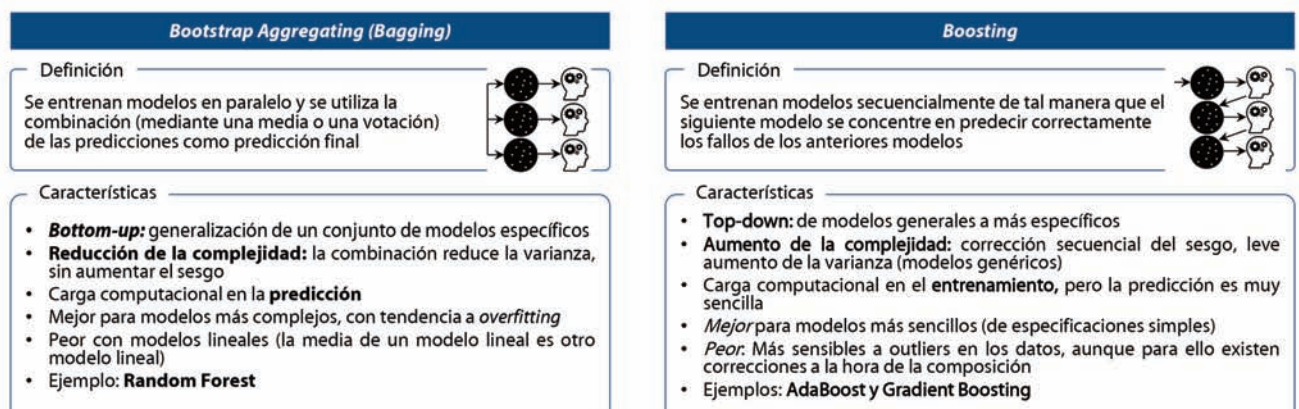 Bootstrap Aggregating (Bagging)
Definición
Se entrenan modelos en paralelo y se utiliza la
combinación (mediante una media o una votación)
de las predicciones como predicción final
Características
• Bottom-up: generalización de un conjunto de modelos específicos
• Reducción de la complejidad: la combinación reduce la varianza,
sin aumentar el sesgo
• Carga computacional en la predicción
• Mejor para modelos más complejos, con tendencia a overfitting
• Peor con modelos lineales (la media de un modelo lineal es otro
modelo lineal)
• Ejemplo: Random Forest
Boosting
Definición
Se entrenan modelos secuencialmente de tal manera que el
siguiente modelo se concentre en predecir correctamente
los fallos de los anteriores modelos
Características
• Top-down: de modelos generales a más específicos
• Aumento de la complejidad: corrección secuencial del sesgo, leve
aumento de la varianza (modelos genéricos)
• Carga computacional en el entrenamiento, pero la predicción es muy
sencilla
• Mejor para modelos más sencillos (de especificaciones simples)
• Peor: Más sensibles a outliers en los datos, aunque para ello existen
correcciones a la hora de la composición
• Ejemplos: AdaBoost y Gradient Boosting